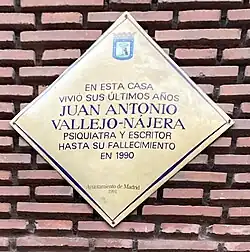 EN ESTA CASA
VIVIÓ SUS ÚLTIMOS AÑOS
JUAN ANTONIO
VALLEJO-NÁJERA
PSIQUIATRA Y ESCRITOR
HASTA SU FALLECIMIENTO
EN 1990
Ayuntamiento de Madrid